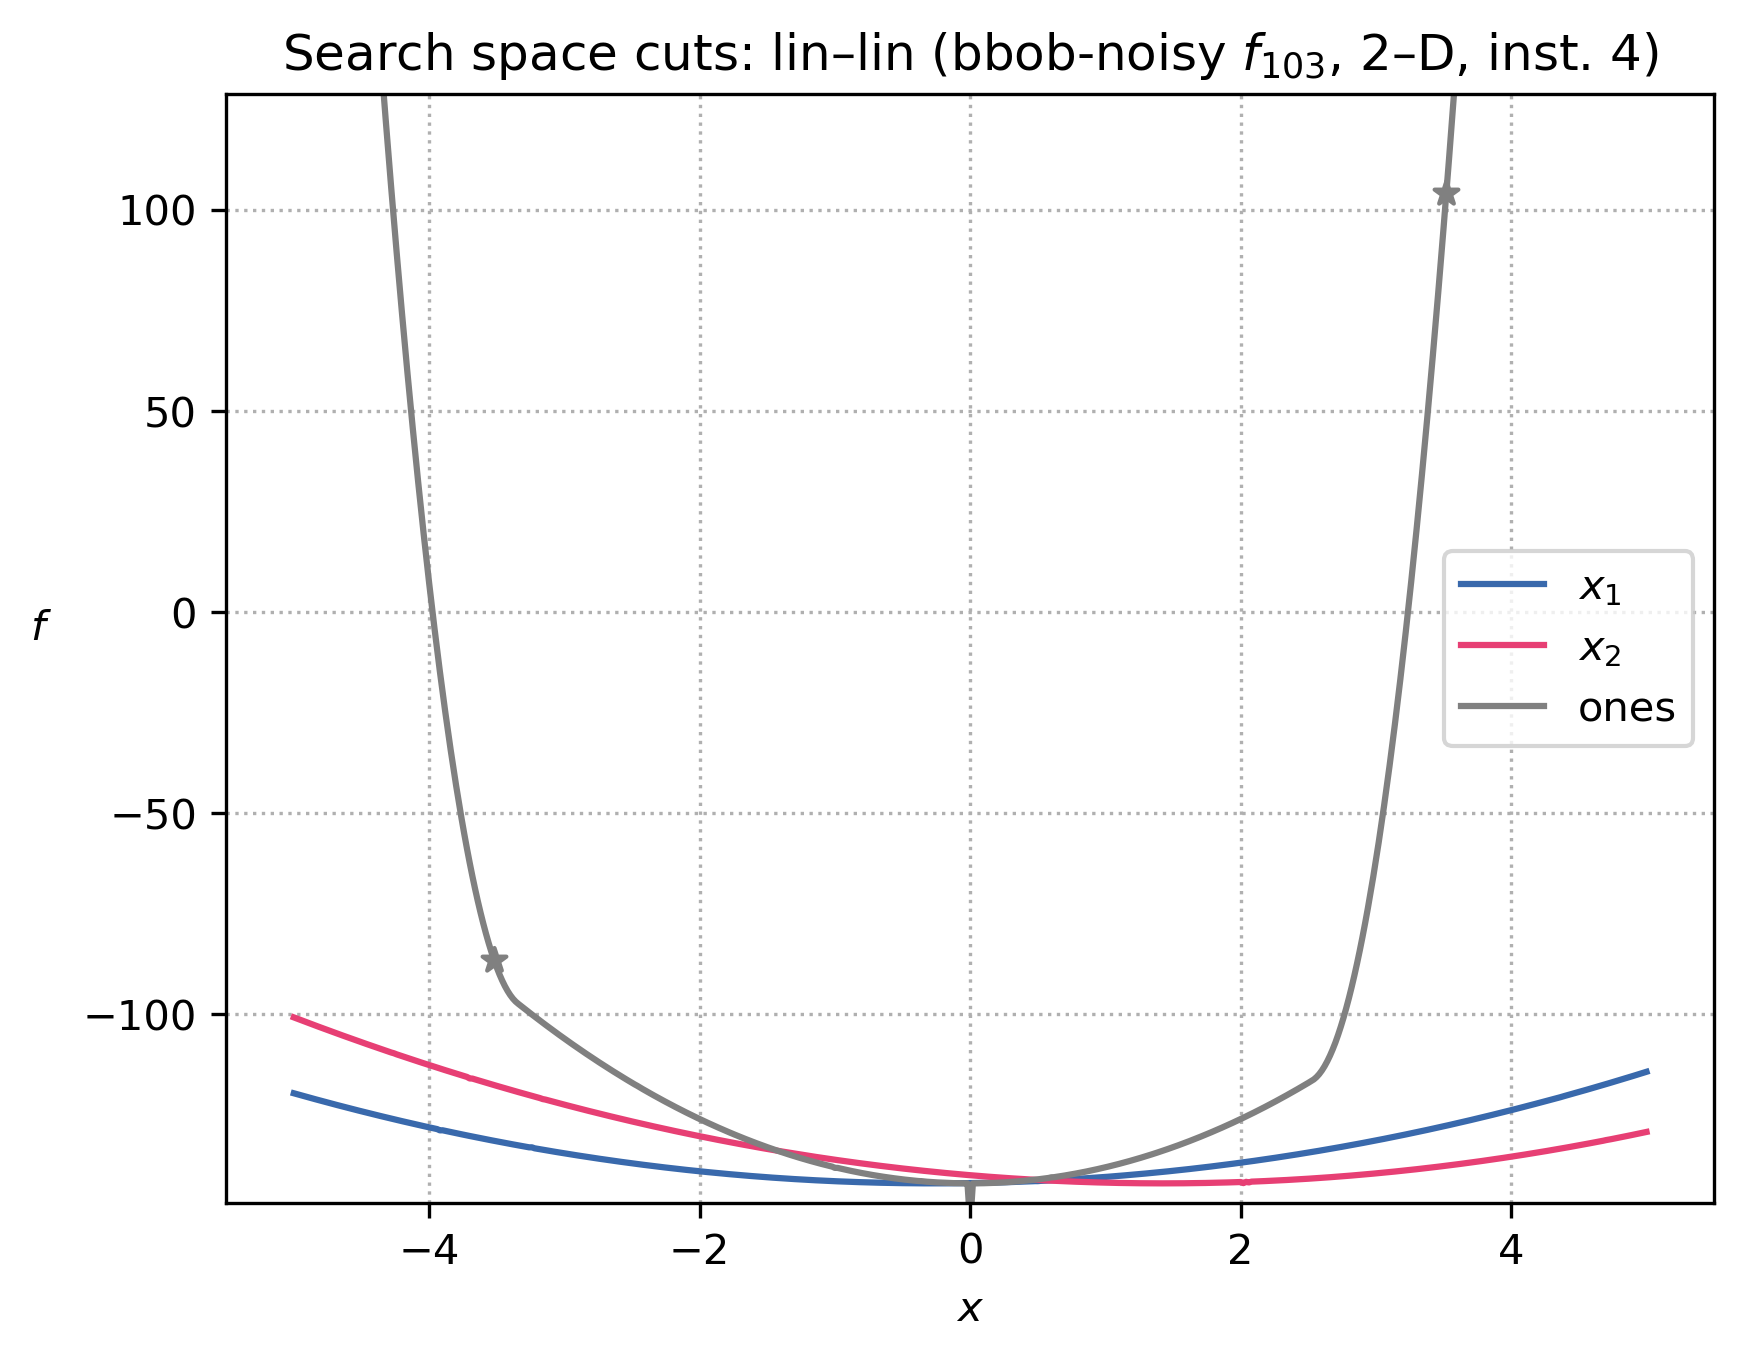 Search space cuts: lin–lin (bbob-noisy f103, 2–D, inst. 4)
100
50
0
−50
−100
f
x1
x2
ones
−4
−2
0
2
4
x